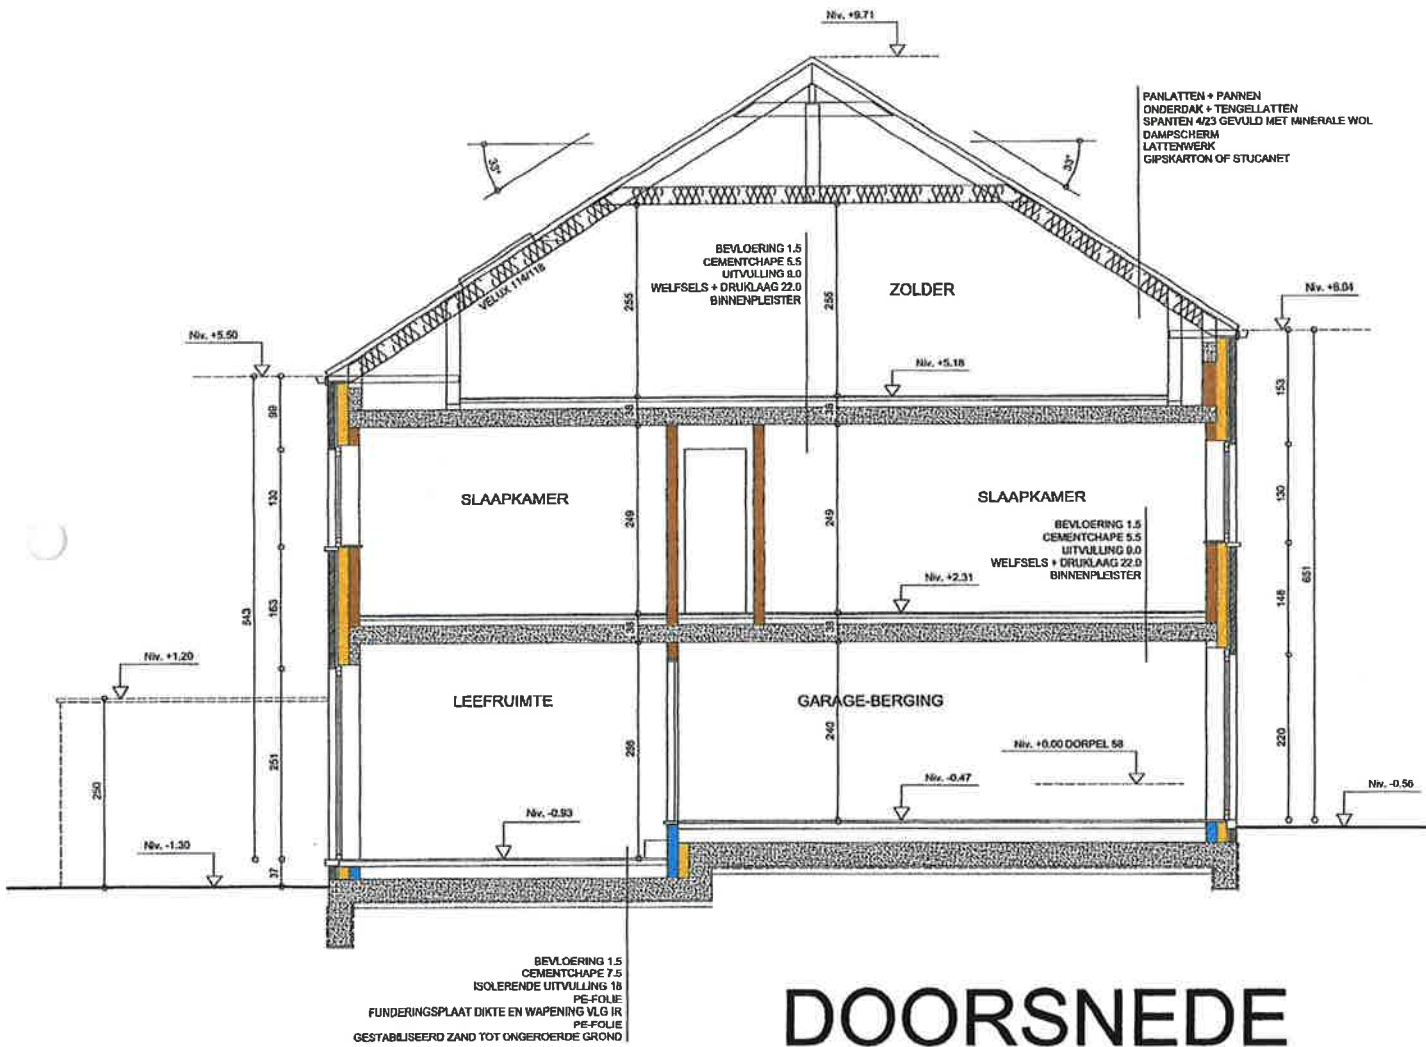 Niv. +9.71
PANLATTEN + PANNEN
ONDERDAK + TENGELLATTEN
SPANTEN 4/23 GEVULD MET MINERALE WOL
DAMPSCHERM
LATTENWERK
GIPSKARTON OF STUCANET
33°
33°
BEVLOERING 1.5
CEMENTCHAPE 5.5
UITVULLING 9.0
WELFSELS + DRUKLAAG 22.0
BINNENPLEISTER
VELUX 114/118
255
255
ZOLDER
Niv. +6.04
Niv. +5.50
Niv. +5.18
99
38
38
153
SLAAPKAMER
SLAAPKAMER
130
249
249
130
BEVLOERING 1.5
CEMENTCHAPE 5.5
UITVULLING 9.0
WELFSELS + DRUKLAAG 22.0
BINNENPLEISTER
Niv. +2.31
651
643
163
148
38
38
Niv. +1.20
LEEFRUIMTE
GARAGE-BERGING
256
240
220
251
250
Niv. +0.00 DORPEL 58
Niv. -0.47
Niv. -0.56
Niv. -0.93
Niv. -1.30
37
BEVLOERING 1.5
CEMENTCHAPE 7.5
ISOLERENDE UITVULLING 18
PE-FOLIE
FUNDERINGSPLAAT DIKTE EN WAPENING VLG IR
PE-FOLIE
GESTABILISEERD ZAND TOT ONGEROERDE GROND
DOORSNEDE